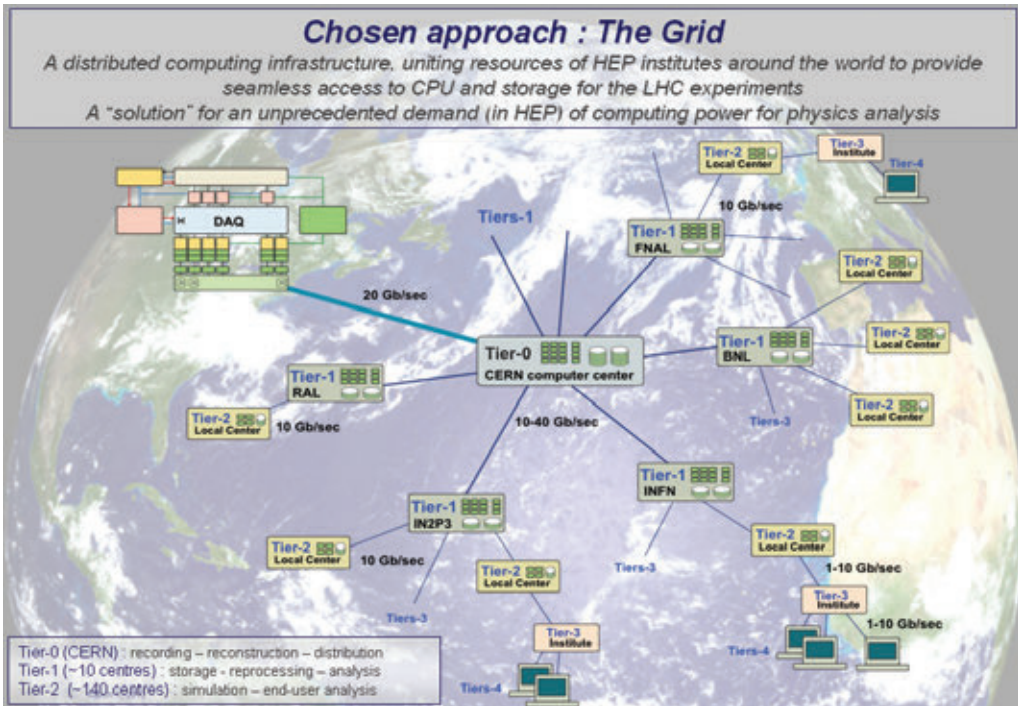 Chosen approach : The Grid
A distributed computing infrastructure, uniting resources of HEP institutes around the world to provide
seamless access to CPU and storage for the LHC experiments
A “solution” for an unprecedented demand (in HEP) of computing power for physics analysis
DAQ
20 Gb/sec
Tiers-1
Tier-2
Local Center
Tier-3
Institute
Tier-4
10 Gb/sec
Tier-1
FNAL
Tier-2
Local Center
Tier-2
Local Center
Tier-2
Local Center
Tier-1
BNL
Tiers-3
Tier-0
CERN computer center
Tier-1
RAL
Tier-2
Local Center
10 Gb/sec
10-40 Gb/sec
Tier-1
INFN
Tiers-3
Tier-1
IN2P3
Tier-2
Local Center
10 Gb/sec
Tiers-3
Tier-2
Local Center
Tier-3
Institute
Tiers-4
Tier-2
Local Center
1-10 Gb/sec
Tier-3
Institute
1-10 Gb/sec
Tiers-4
Tier-0 (CERN) : recording – reconstruction – distribution
Tier-1 (~10 centres) : storage - reprocessing – analysis
Tier-2 (~140 centres) : simulation – end-user analysis